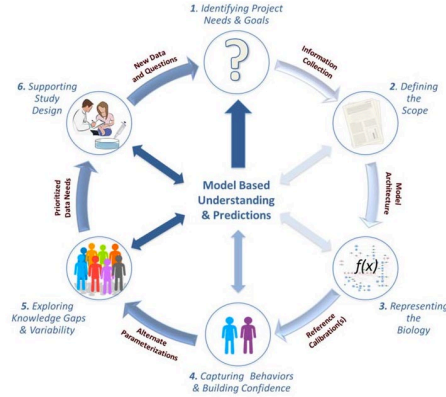 1. Identifying Project
Needs & Goals
Information
Collection
2. Defining
the
Scope
Model
Architecture
f(x)
3. Representing
the
Biology
Reference
Calibration(s)
4. Capturing Behaviors
& Building Confidence
Alternate
Parameterizations
5. Exploring
Knowledge Gaps
& Variability
Prioritized
Data Needs
6. Supporting
Study
Design
New Data
and Questions
?
Model Based
Understanding
& Predictions